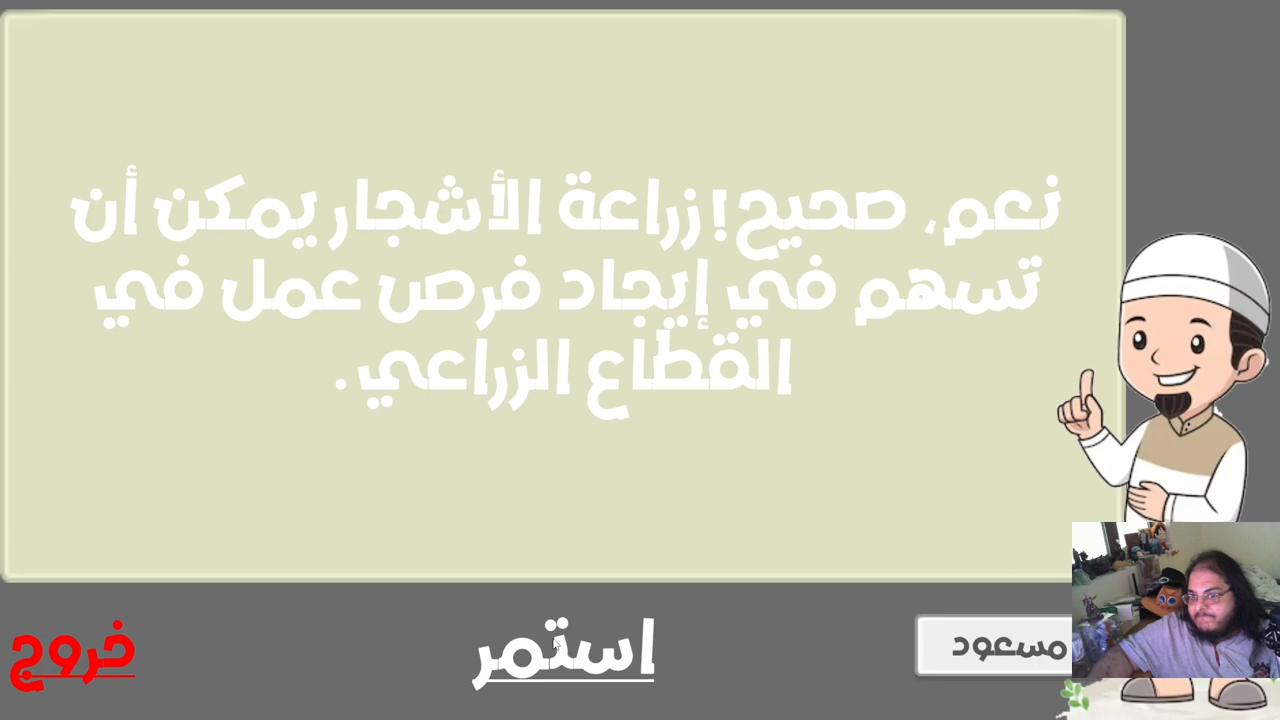 نعم، صحيح! زراعة الأشجار يمكن أن
تسهم في إيجاد فرص عمل في
القطاع الزراعي.
مسعود
استمر
خروج